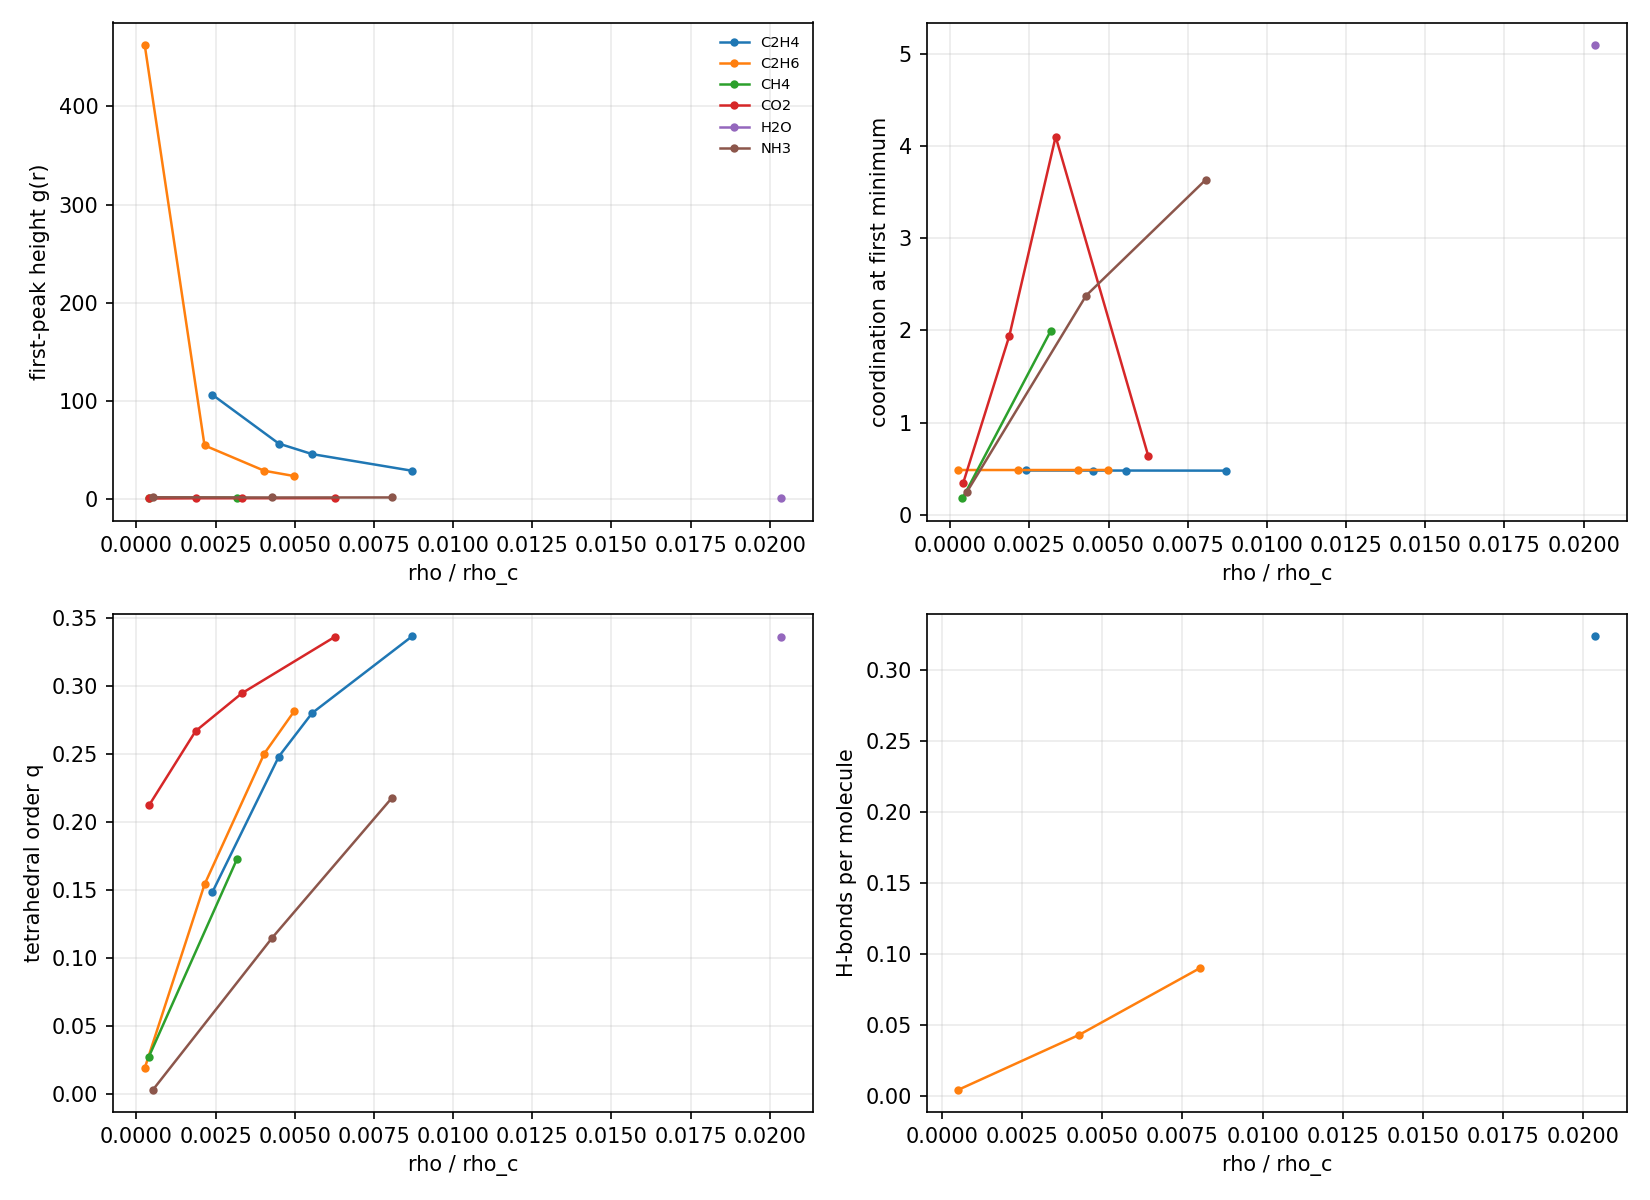 first-peak height g(r)
400
300
200
100
0
C2H4
C2H6
CH4
CO2
H2O
NH3
0.0000 0.0025 0.0050 0.0075 0.0100 0.0125 0.0150 0.0175 0.0200
rho / rho_c
coordination at first minimum
5
4
3
2
1
0
0.0000 0.0025 0.0050 0.0075 0.0100 0.0125 0.0150 0.0175 0.0200
rho / rho_c
tetrahedral order q
0.35
0.30
0.25
0.20
0.15
0.10
0.05
0.00
0.0000 0.0025 0.0050 0.0075 0.0100 0.0125 0.0150 0.0175 0.0200
rho / rho_c
H-bonds per molecule
0.30
0.25
0.20
0.15
0.10
0.05
0.00
0.0000 0.0025 0.0050 0.0075 0.0100 0.0125 0.0150 0.0175 0.0200
rho / rho_c